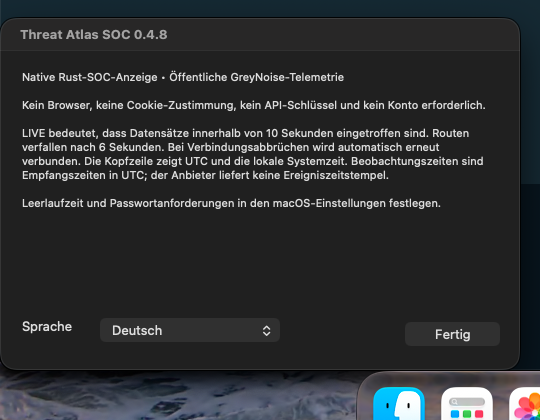 Threat Atlas SOC 0.4.8
Native Rust-SOC-Anzeige • Öffentliche GreyNoise-Telemetrie
Kein Browser, keine Cookie-Zustimmung, kein API-Schlüssel und kein Konto erforderlich.
LIVE bedeutet, dass Datensätze innerhalb von 10 Sekunden eingetroffen sind. Routen
verfallen nach 6 Sekunden. Bei Verbindungsabbrüchen wird automatisch erneut
verbunden. Die Kopfzeile zeigt UTC und die lokale Systemzeit. Beobachtungszeiten sind
Empfangszeiten in UTC; der Anbieter liefert keine Ereigniszeitstempel.
Leerlaufzeit und Passwortanforderungen in den macOS-Einstellungen festlegen.
Sprache
Deutsch
Fertig